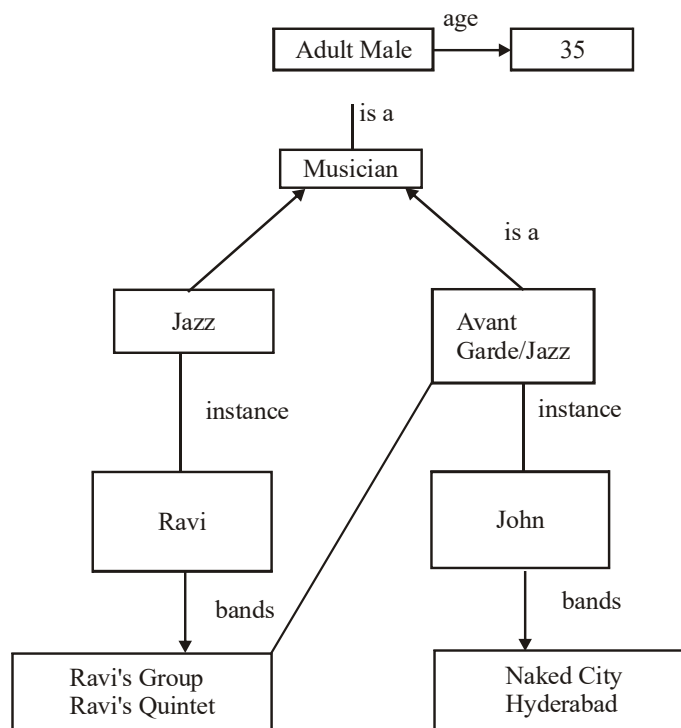 age
Adult Male
35
is a
Musician
is a
Jazz
Avant
Garde/Jazz
instance
instance
Ravi
John
bands
bands
Ravi's Group
Ravi's Quintet
Naked City
Hyderabad